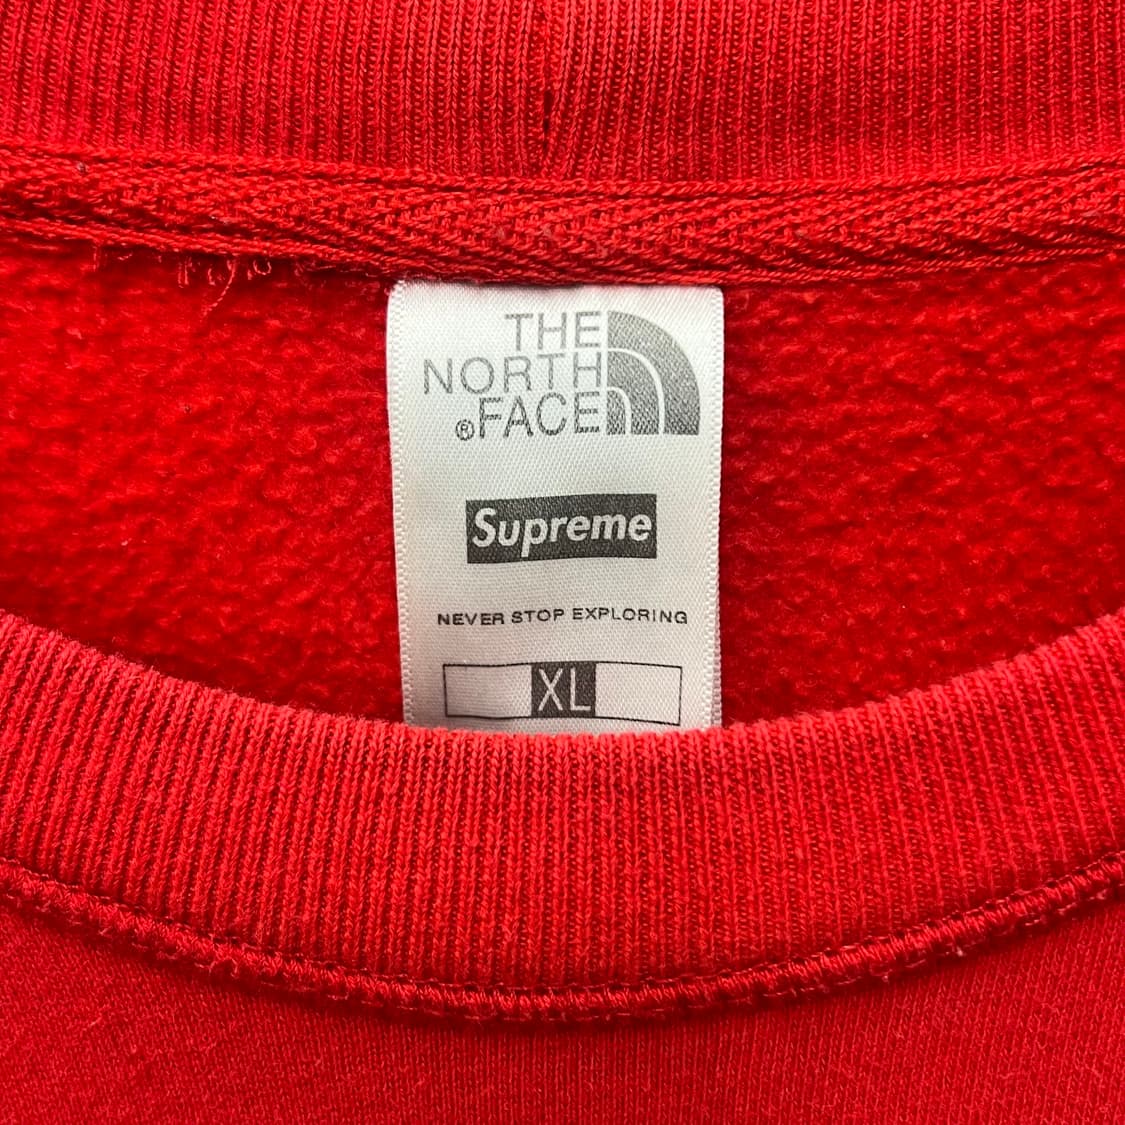 THE
NORTH
®FACE
Supreme
NEVER STOP EXPLORING
XL